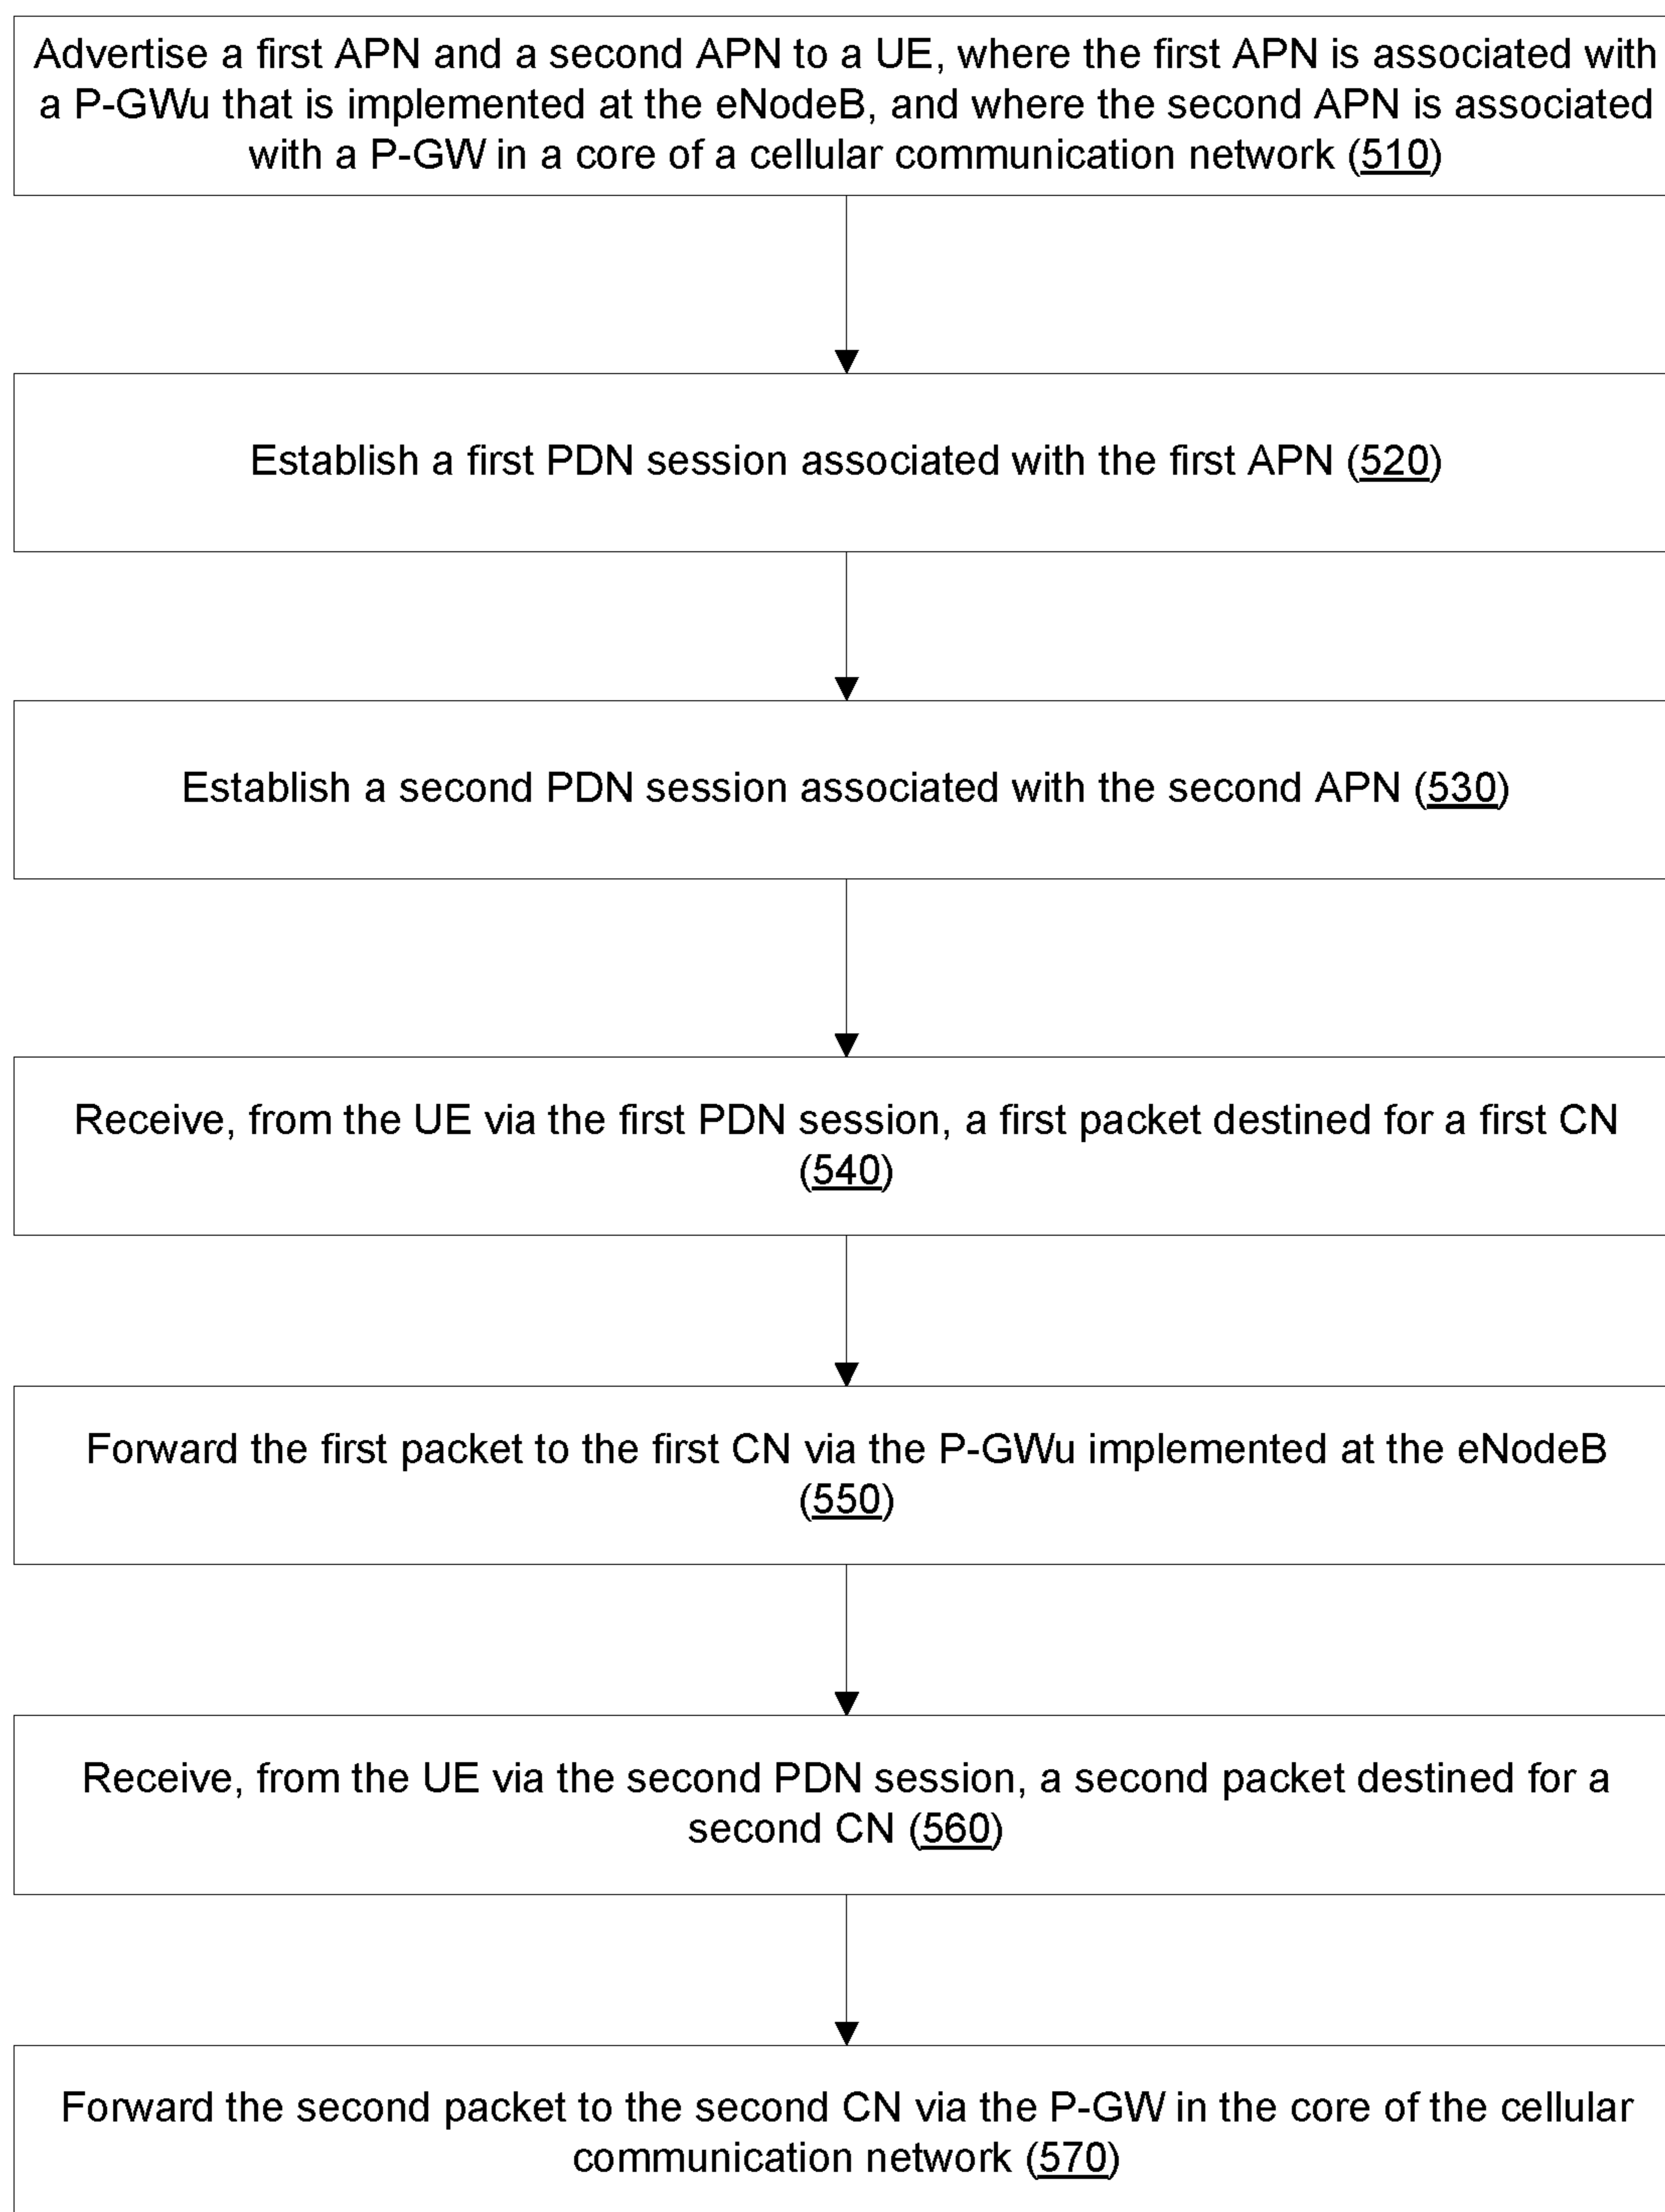 Advertise a first APN and a second APN to a UE, where the first APN is associated with
a P-GWu that is implemented at the eNodeB, and where the second APN is associated
with a P-GW in a core of a cellular communication network (510)
Establish a first PDN session associated with the first APN (520)
Establish a second PDN session associated with the second APN (530)
Receive, from the UE via the first PDN session, a first packet destined for a first CN
(540)
Forward the first packet to the first CN via the P-GWu implemented at the eNodeB
(550)
Receive, from the UE via the second PDN session, a second packet destined for a
second CN (560)
Forward the second packet to the second CN via the P-GW in the core of the cellular
communication network (570)